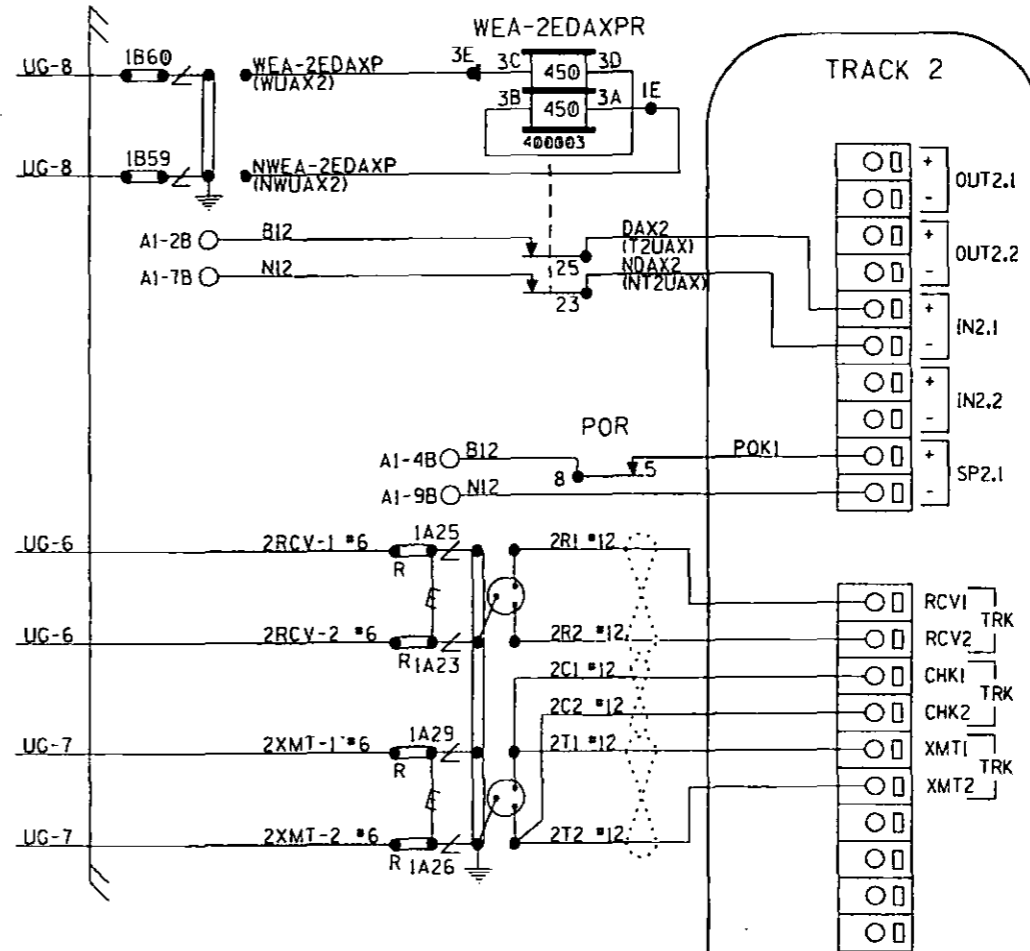 WEA-2EDAXPR
TRACK 2
UG-8
1B60
WEA-2EDAXP
(WUAX2)
3E
3C
450
3D
3B
450
3A
1E
400003
UG-8
1B59
NWEA-2EDAXP
(NWUAX2)
A1-2B
B12
DAX2
(T2UAX)
25
A1-7B
N12
NDAX2
(NT2UAX)
23
+
OUT2.1
-
+
OUT2.2
-
+
IN2.1
-
+
IN2.2
-
POR
A1-4B
B12
8
5
POK1
+
SP2.1
A1-9B
N12
-
UG-6
2RCV-1 #6
1A25
R
2R1 #12
RCV1
TRK
E
UG-6
2RCV-2 #6
R
1A23
2R2 #12
RCV2
2C1 #12
CHK1
TRK
2C2 #12
CHK2
UG-7
2XMT-1 #6
1A29
R
2T1 #12
XMT1
TRK
E
XMT2
UG-7
2XMT-2 #6
R
1A26
2T2 #12